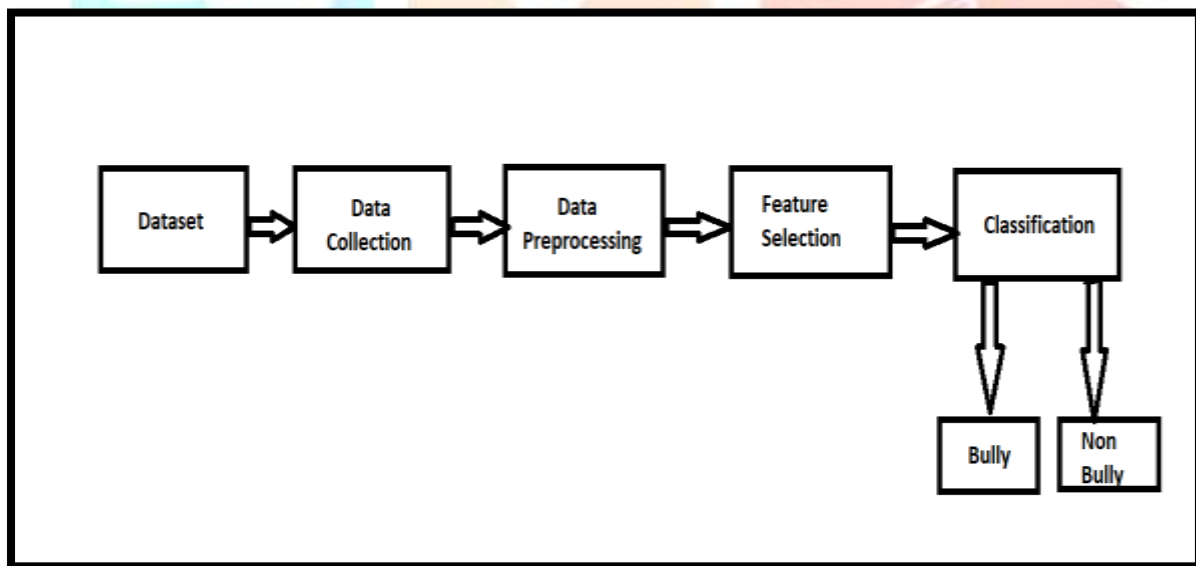 Dataset
Data
Collection
Data
Preprocessing
Feature
Selection
Classification
Bully
Non
Bully